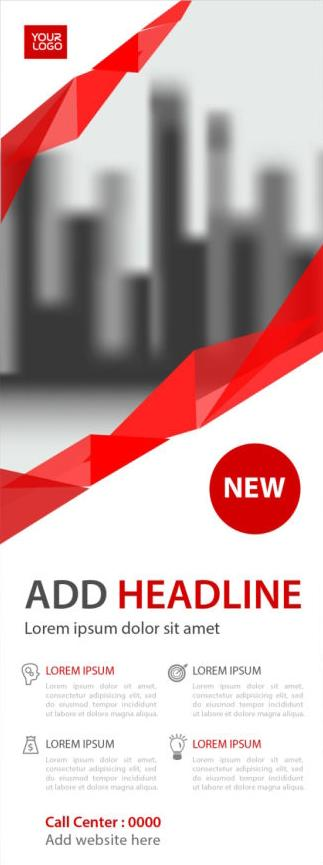 YOUR
LOGO
NEW
ADD HEADLINE
Lorem ipsum dolor sit amet
LOREM IPSUM
Lorem ipsum dolor sit amet,
consectetur adipiscing elit, sed
do eiusmod tempor incididunt
ut labore et dolore magna aliqua.
LOREM IPSUM
Lorem ipsum dolor sit amet,
consectetur adipiscing elit, sed
do eiusmod tempor incididunt
ut labore et dolore magna aliqua.
$
LOREM IPSUM
Lorem ipsum dolor sit amet,
consectetur adipiscing elit, sed
do eiusmod tempor incididunt
ut labore et dolore magna aliqua.
LOREM IPSUM
Lorem ipsum dolor sit amet,
consectetur adipiscing elit, sed
do eiusmod tempor incididunt
ut labore et dolore magna aliqua.
Call Center : 0000
Add website here